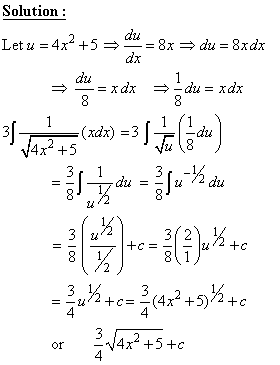 Solution :
Let u = 4x² + 5 ⇒ du/dx = 8x ⇒ du = 8xdx
⇒ du/8 = x dx ⇒ 1/8 du = x dx
3∫ 1/√(4x² + 5) (xdx) = 3 ∫ 1/√u (1/8 du)
= 3/8 ∫ 1/u^(1/2) du = 3/8 ∫ u^(-1/2) du
= 3/8 (u^(1/2)/(1/2)) + c = 3/8 (2/1) u^(1/2) + c
= 3/4 u^(1/2) + c = 3/4 (4x² + 5)^(1/2) + c
or 3/4 √(4x² + 5) + c